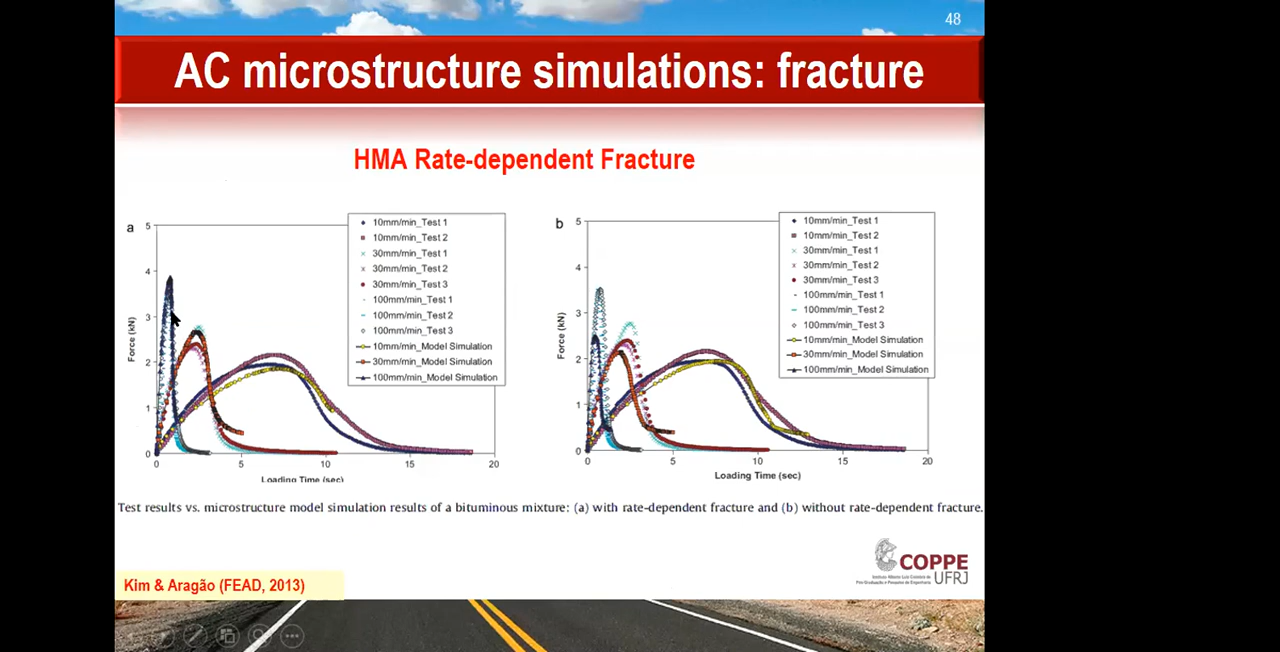 48
AC microstructure simulations: fracture
HMA Rate-dependent Fracture
a
5
4
3
2
1
0
0
5
10
15
20
Force (kN)
Loading Time (sec)
10mm/min_Test 1
10mm/min_Test 2
30mm/min_Test 1
30mm/min_Test 2
30mm/min_Test 3
100mm/min_Test 1
100mm/min_Test 2
100mm/min_Test 3
10mm/min_Model Simulation
30mm/min_Model Simulation
100mm/min_Model Simulation
b
5
4
3
2
1
0
0
5
10
15
20
Force (kN)
Loading Time (sec)
10mm/min_Test 1
10mm/min_Test 2
30mm/min_Test 1
30mm/min_Test 2
30mm/min_Test 3
100mm/min_Test 1
100mm/min_Test 2
100mm/min_Test 3
10mm/min_Model Simulation
30mm/min_Model Simulation
100mm/min_Model Simulation
Test results vs. microstructure model simulation results of a bituminous mixture: (a) with rate-dependent fracture and (b) without rate-dependent fracture.
COPPE
UFRJ
Kim & Aragão (FEAD, 2013)